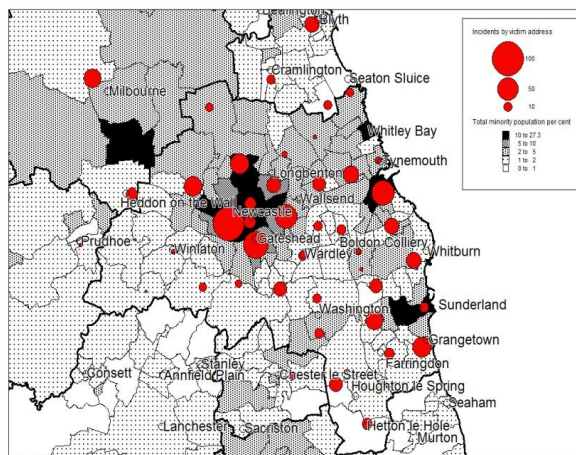 Bedlington
Blyth
Cramlington
Seaton Sluice
Milbourne
Whitley Bay
Tynemouth
Longbenton
Wallsend
Heddon on the Wall
Newcastle
Prudhoe
Gateshead
Boldon Colliery
Winlaton
Wardley
Whitburn
Washington
Sunderland
Grangetown
Stanley
Chester le Street
Farringdon
Consett
Annfield Plain
Houghton le Spring
Seaham
Lanchester
Sacriston
Hetton le Hole
Murton
Incidents by victim address
100
50
10
Total minority population per cent
10 to 27.3
5 to 10
2 to 5
1 to 2
0 to 1